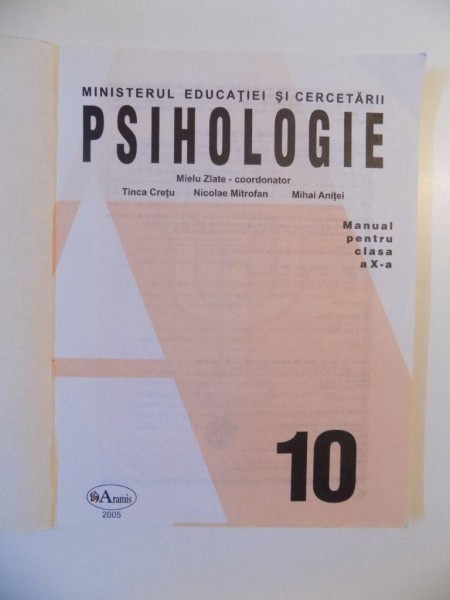 MINISTERUL EDUCAŢIEI ŞI CERCETĂRII
PSIHOLOGIE
Mielu Zlate - coordonator
Tinca Creţu Nicolae Mitrofan Mihai Aniţei
Manual
pentru
clasa
a X-a
10
Aramis
2005